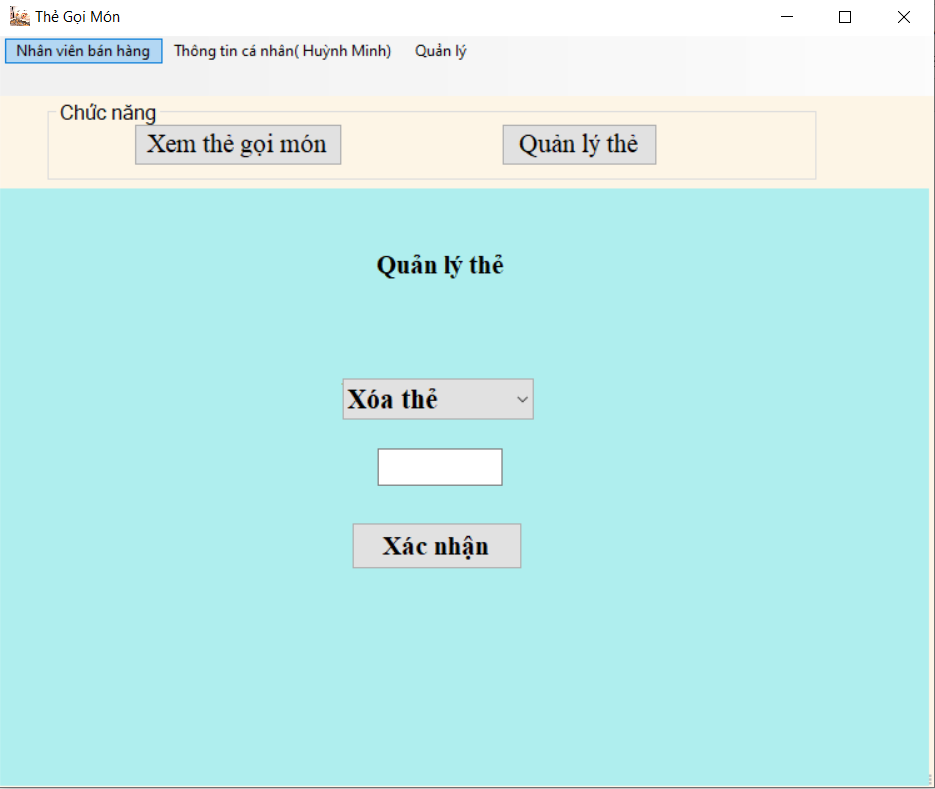 Thẻ Gọi Món
Nhân viên bán hàng Thông tin cá nhân( Huỳnh Minh) Quản lý
Chức năng
Xem thẻ gọi món Quản lý thẻ
Quản lý thẻ
Xóa thẻ
Xác nhận